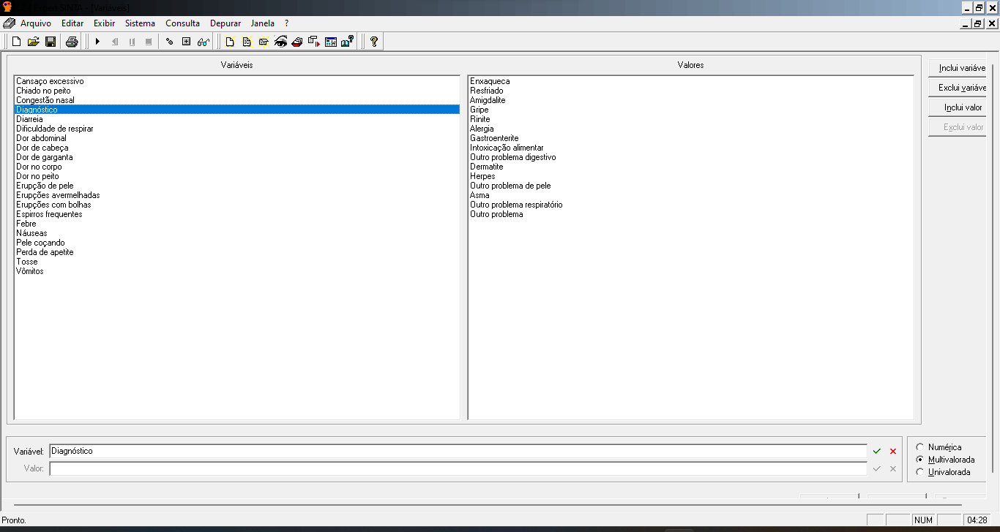 Expert SINTA - [Variáveis]
Arquivo Editar Exibir Sistema Consulta Depurar Janela ?
Variáveis
Cansaço excessivo
Chiado no peito
Congestão nasal
Diagnóstico
Diarreia
Dificuldade de respirar
Dor abdominal
Dor de cabeça
Dor de garganta
Dor no corpo
Dor no peito
Erupção de pele
Erupções avermelhadas
Erupções com bolhas
Espirros frequentes
Febre
Náuseas
Pele coçando
Perda de apetite
Tosse
Vômitos
Valores
Enxaqueca
Resfriado
Amigdalite
Gripe
Rinite
Alergia
Gastroenterite
Intoxicação alimentar
Outro problema digestivo
Dermatite
Herpes
Outro problema de pele
Asma
Outro problema respiratório
Outro problema
Inclui variáve
Exclui variáve
Inclui valor
Exclui valor
Variável: Diagnóstico
Valor:
Numérica
Multivalorada
Univalorada
Pronto.
NUM
04:28